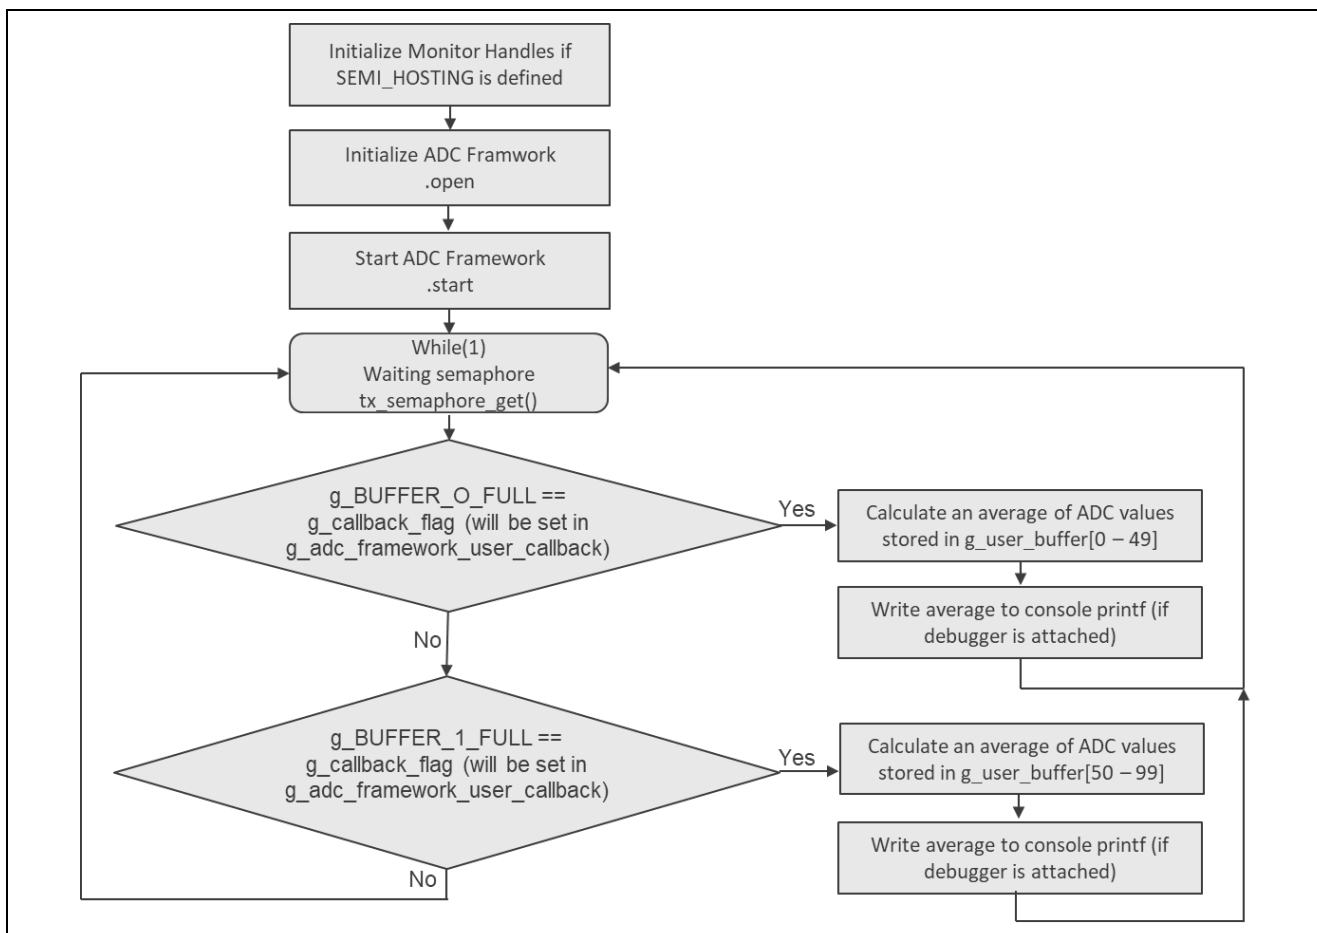 Initialize Monitor Handles if
SEMI_HOSTING is defined
Initialize ADC Framwork
.open
Start ADC Framework
.start
While(1)
Waiting semaphore
tx_semaphore_get()
g_BUFFER_O_FULL ==
g_callback_flag (will be set in
g_adc_framework_user_callback)
Yes
Calculate an average of ADC values
stored in g_user_buffer[0 – 49]
Write average to console printf (if
debugger is attached)
No
g_BUFFER_1_FULL ==
g_callback_flag (will be set in
g_adc_framework_user_callback)
Yes
Calculate an average of ADC values
stored in g_user_buffer[50 – 99]
Write average to console printf (if
debugger is attached)
No